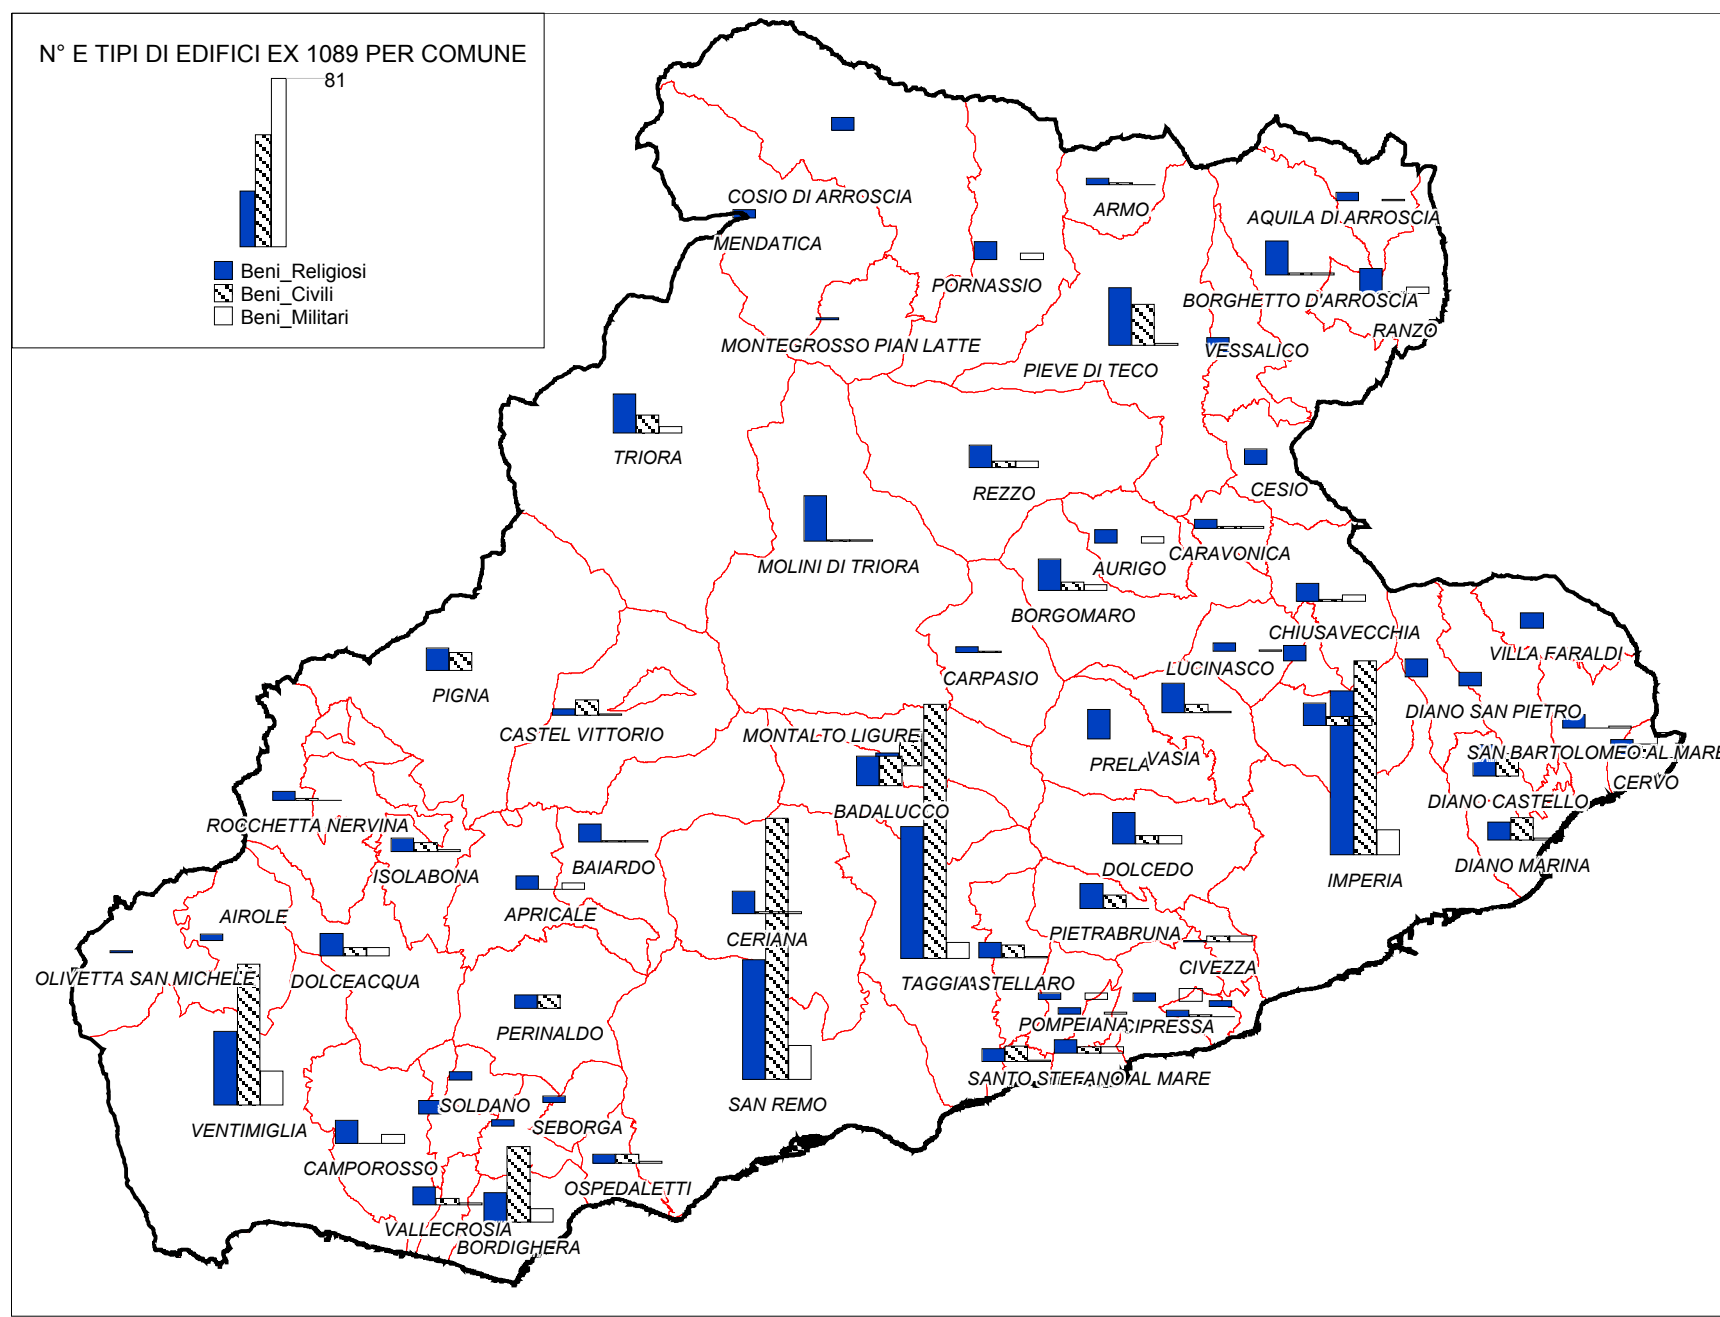 N° E TIPI DI EDIFICI EX 1089 PER COMUNE
81
Beni_Religiosi
Beni_Civili
Beni_Militari
COSIO DI ARROSCIA
ARMO
AQUILA DI ARROSCIA
MENDATICA
PORNASSIO
BORGHETTO D'ARROSCIA
RANZO
MONTEGROSSO PIAN LATTE
VESSALICO
PIEVE DI TECO
TRIORA
REZZO
CESIO
CARAVONICA
MOLINI DI TRIORA
AURIGO
BORGOMARO
CHIUSAVECCHIA
VILLA FARALDI
LUCINASCO
CARPASIO
PIGNA
DIANO SAN PIETRO
CASTEL VITTORIO
MONTALTO LIGURE
SAN BARTOLOMEO AL MARE
VASIA
PRELA
CERVO
DIANO CASTELLO
BADALUCCO
ROCCHETTA NERVINA
DIANO MARINA
BAIARDO
DOLCEDO
ISOLABONA
IMPERIA
APRICALE
AIROLE
PIETRABRUNA
CERIANA
CIVEZZA
OLIVETTA SAN MICHELE
DOLCEACQUA
TAGGIA
ASTELLARO
POMPEIANA
CIPRESSA
PERINALDO
SANTO STEFANO AL MARE
SOLDANO
SAN REMO
SEBORGA
VENTIMIGLIA
CAMPOROSSO
OSPEDALETTI
VALLECROSIA
BORDIGHERA